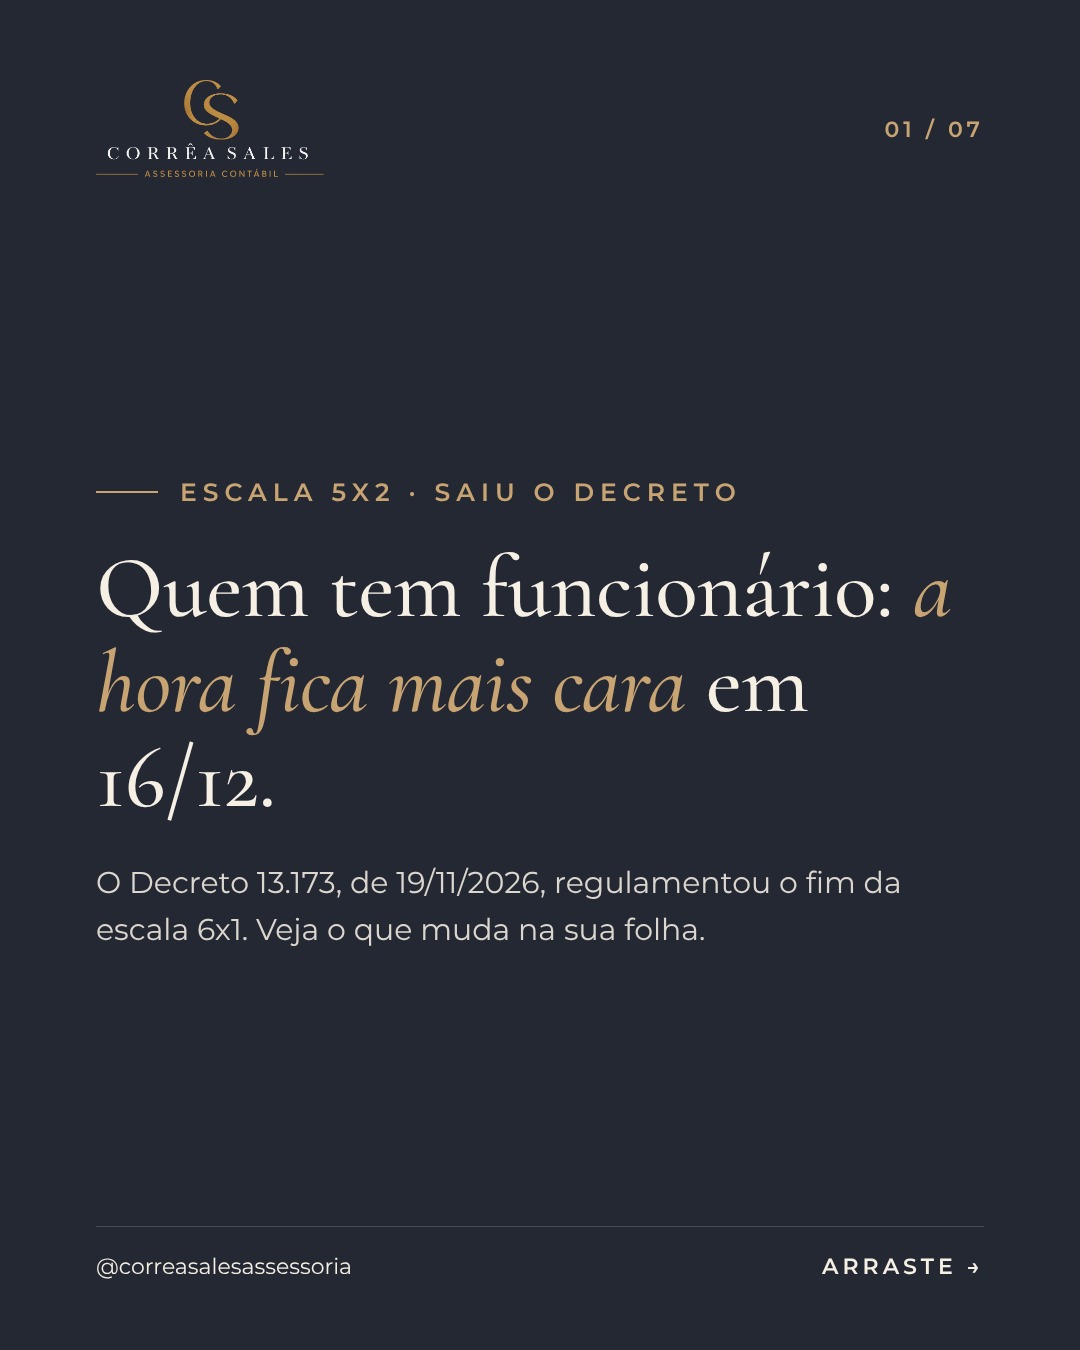 CS
CORRÊA SALES
ASSESSORIA CONTÁBIL
01 / 07
ESCALA 5X2 · SAIU O DECRETO
Quem tem funcionário: a
hora fica mais cara em
16/12.
O Decreto 13.173, de 19/11/2026, regulamentou o fim da
escala 6x1. Veja o que muda na sua folha.
@correasalesassessoria
ARRASTE →